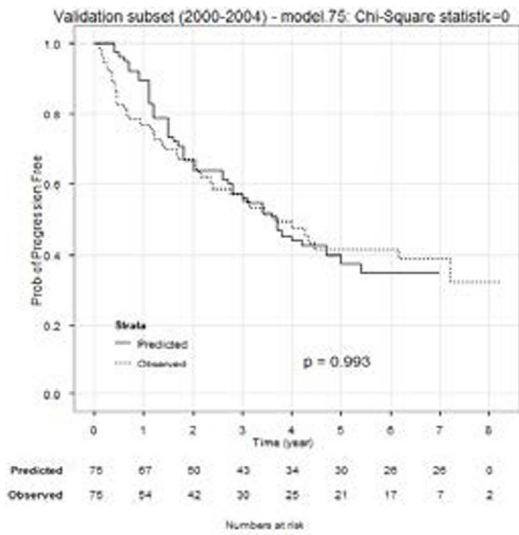 Validation subset (2000-2004) - model.75: Chi-Square statistic=0
1.0
0.8
0.6
0.4
0.2
0.0
Prob of Progression Free
Strata
Predicted
Observed
p = 0.993
0 1 2 3 4 5 6 7 8
Time (year)
Predicted 75 67 50 43 34 30 26 26 0
Observed 75 54 42 30 25 21 17 7 2
Numbers at risk